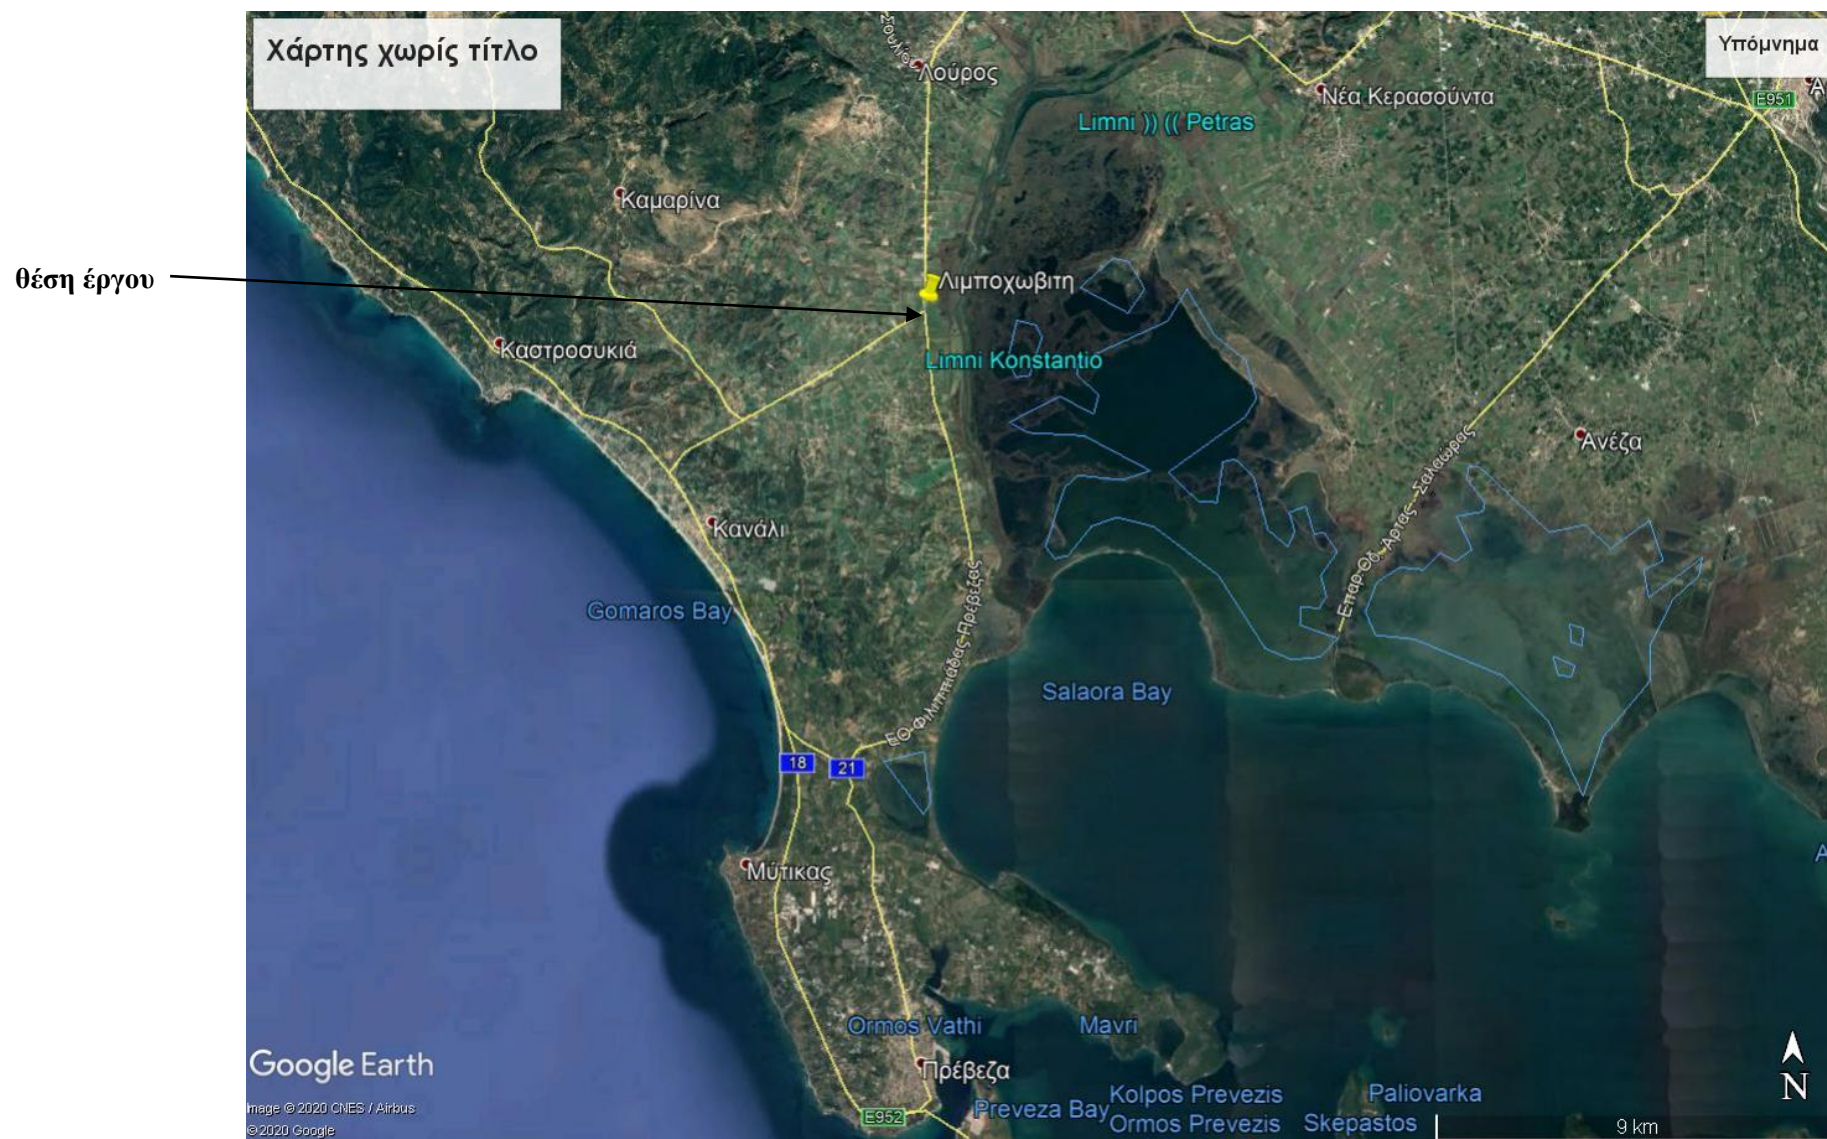 Χάρτης χωρίς τίτλο
Υπόμνημα
Λούρος
Νέα Κερασούντα
E951
Limni )) (( Petras
Καμαρίνα
θέση έργου
Λιμποχωβιτη
Καστροσυκιά
Limni Konstantio
Ανέζα
Επαρ.Οδ. Άρτας - Σαλαώρας
Κανάλι
Gomaros Bay
ΕΟ Φιλιππιάδας Πρέβεζας
Salaora Bay
18
21
Μύτικας
Ormos Vathi
Mavri
Google Earth
Πρέβεζα
N
Kolpos Prevezis
Paliovarka
Preveza Bay
Ormos Prevezis
Skepastos
Image © 2020 CNES / Airbus
E952
9 km
© 2020 Google